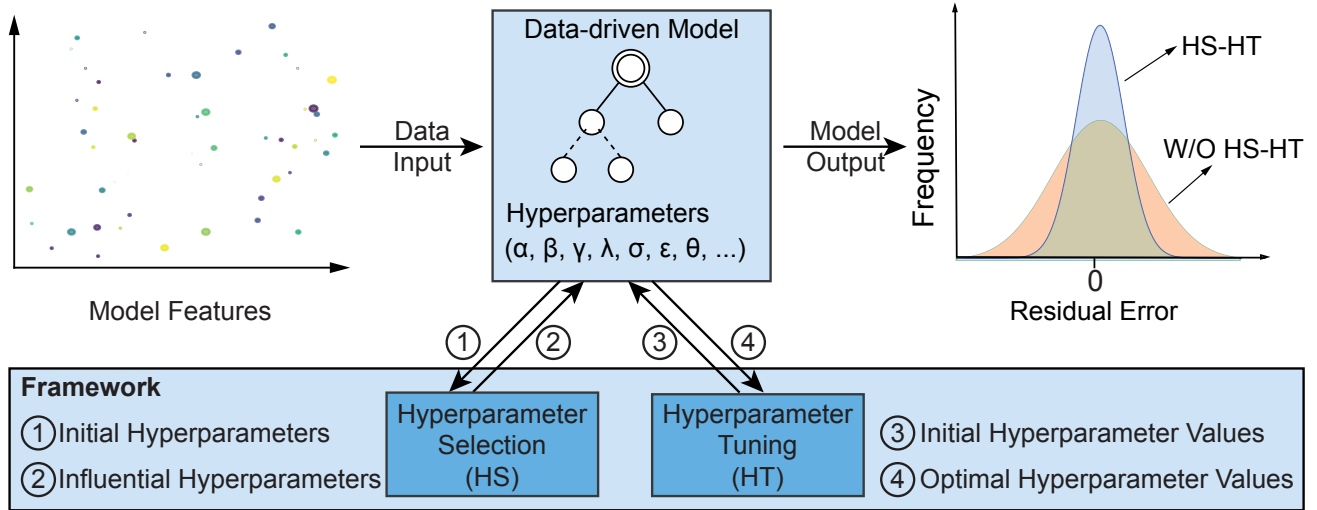 Model Features
Data
Input
Data-driven Model
Hyperparameters
(α, β, γ, λ, σ, ε, θ, ...)
Model
Output
Frequency
HS-HT
W/O HS-HT
0
Residual Error
1
2
3
4
Framework
1 Initial Hyperparameters
2 Influential Hyperparameters
Hyperparameter
Selection
(HS)
Hyperparameter
Tuning
(HT)
3 Initial Hyperparameter Values
4 Optimal Hyperparameter Values